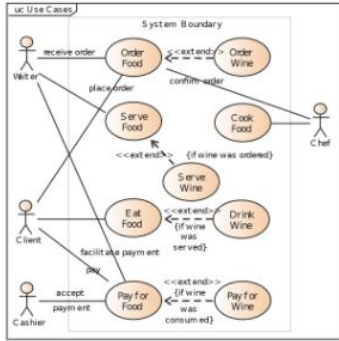 uc Use Cases
System Boundary
receive order
Order
Food
<<extend>>
Order
Wine
Waiter
confirm order
place order
Serve
Food
Cook
Food
Chef
<<extend>>
{if wine was ordered}
Serve
Wine
Client
Eat
Food
<<extend>>
{if wine
was
served}
Drink
Wine
facilitate payment
pay
Cashier
accept
payment
Pay for
Food
<<extend>>
{if wine
was
consumed}
Pay for
Wine